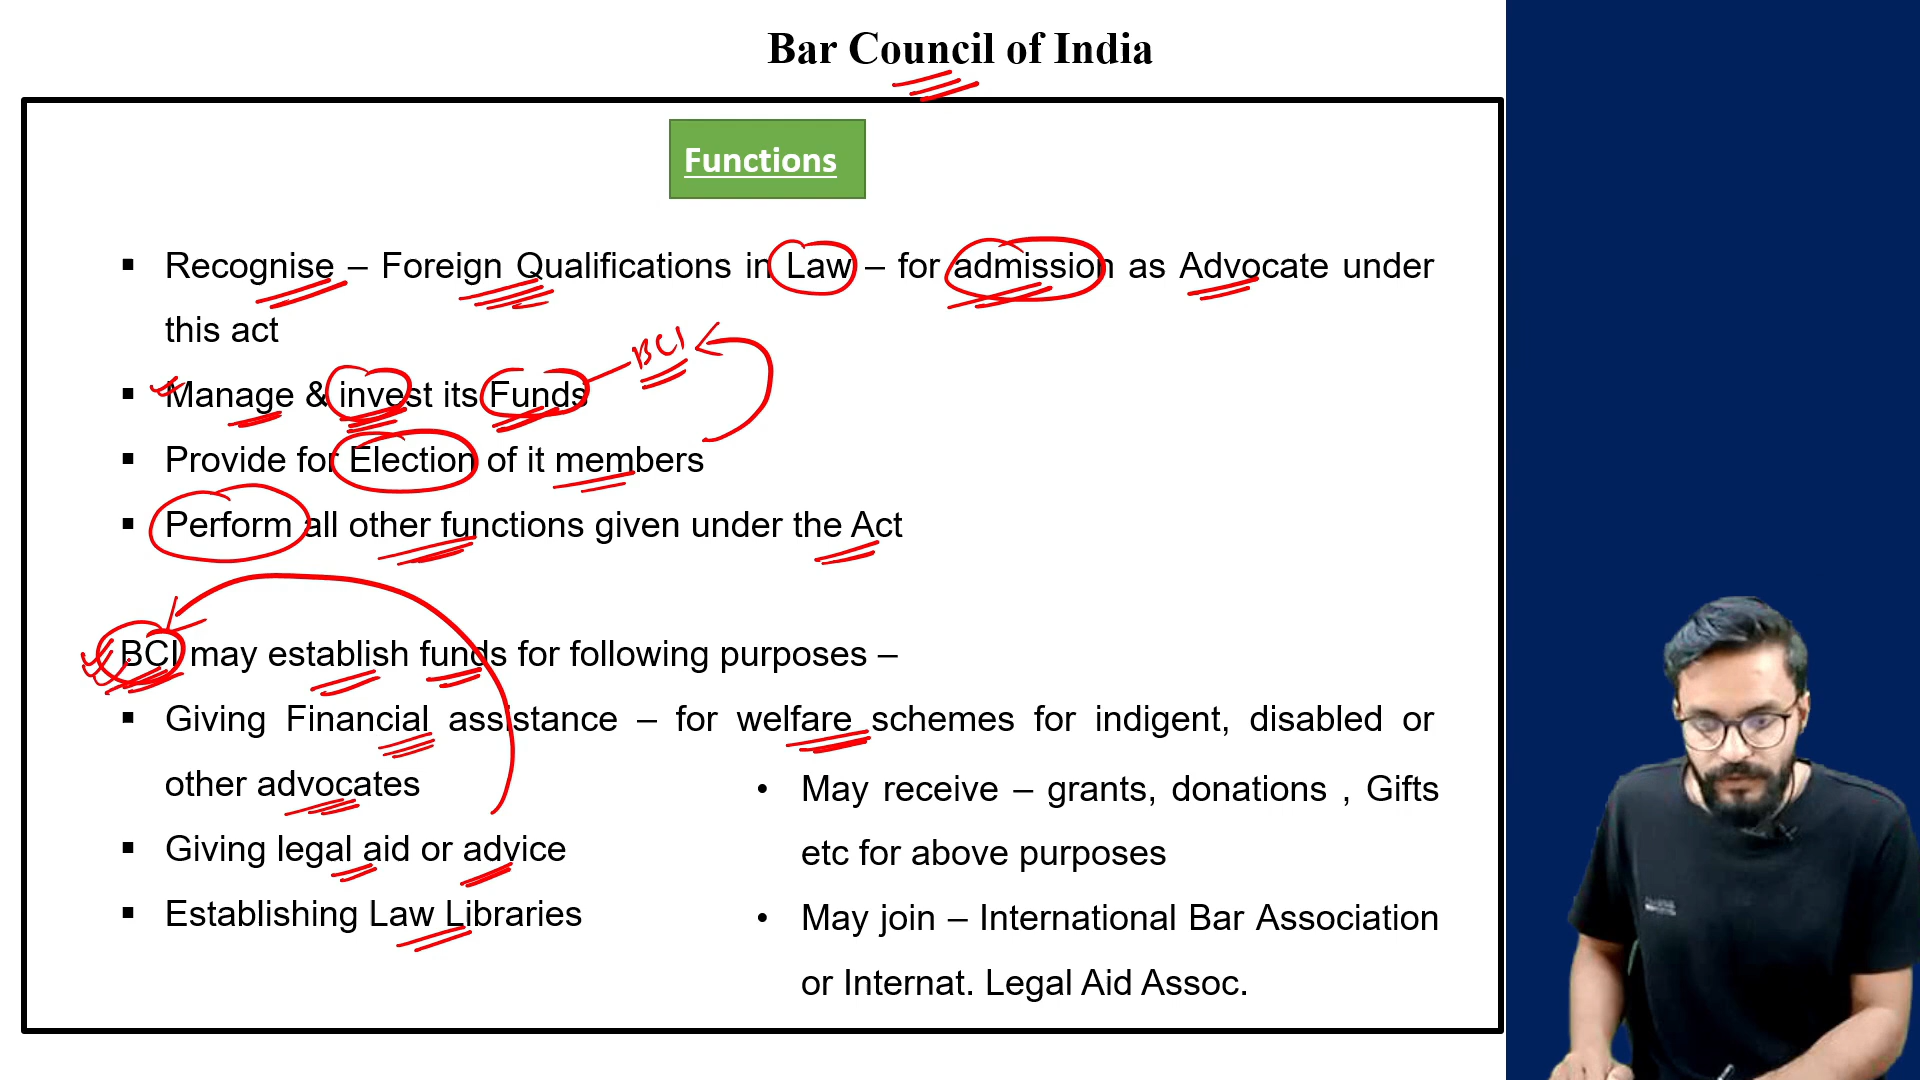 Bar Council of India
Functions
▪ Recognise – Foreign Qualifications in Law – for admission as Advocate under
this act
BCI
▪ Manage & invest its Funds
▪ Provide for Election of it members
▪ Perform all other functions given under the Act
BCI may establish funds for following purposes –
▪ Giving Financial assistance – for welfare schemes for indigent, disabled or
other advocates
▪ Giving legal aid or advice
▪ Establishing Law Libraries
• May receive – grants, donations , Gifts
etc for above purposes
• May join – International Bar Association
or Internat. Legal Aid Assoc.